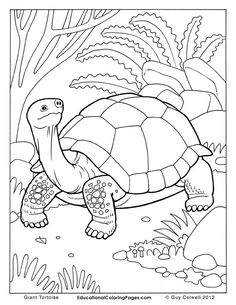 Giant Tortoise
EducationalColoringPages.com
© Guy Colwell 2012